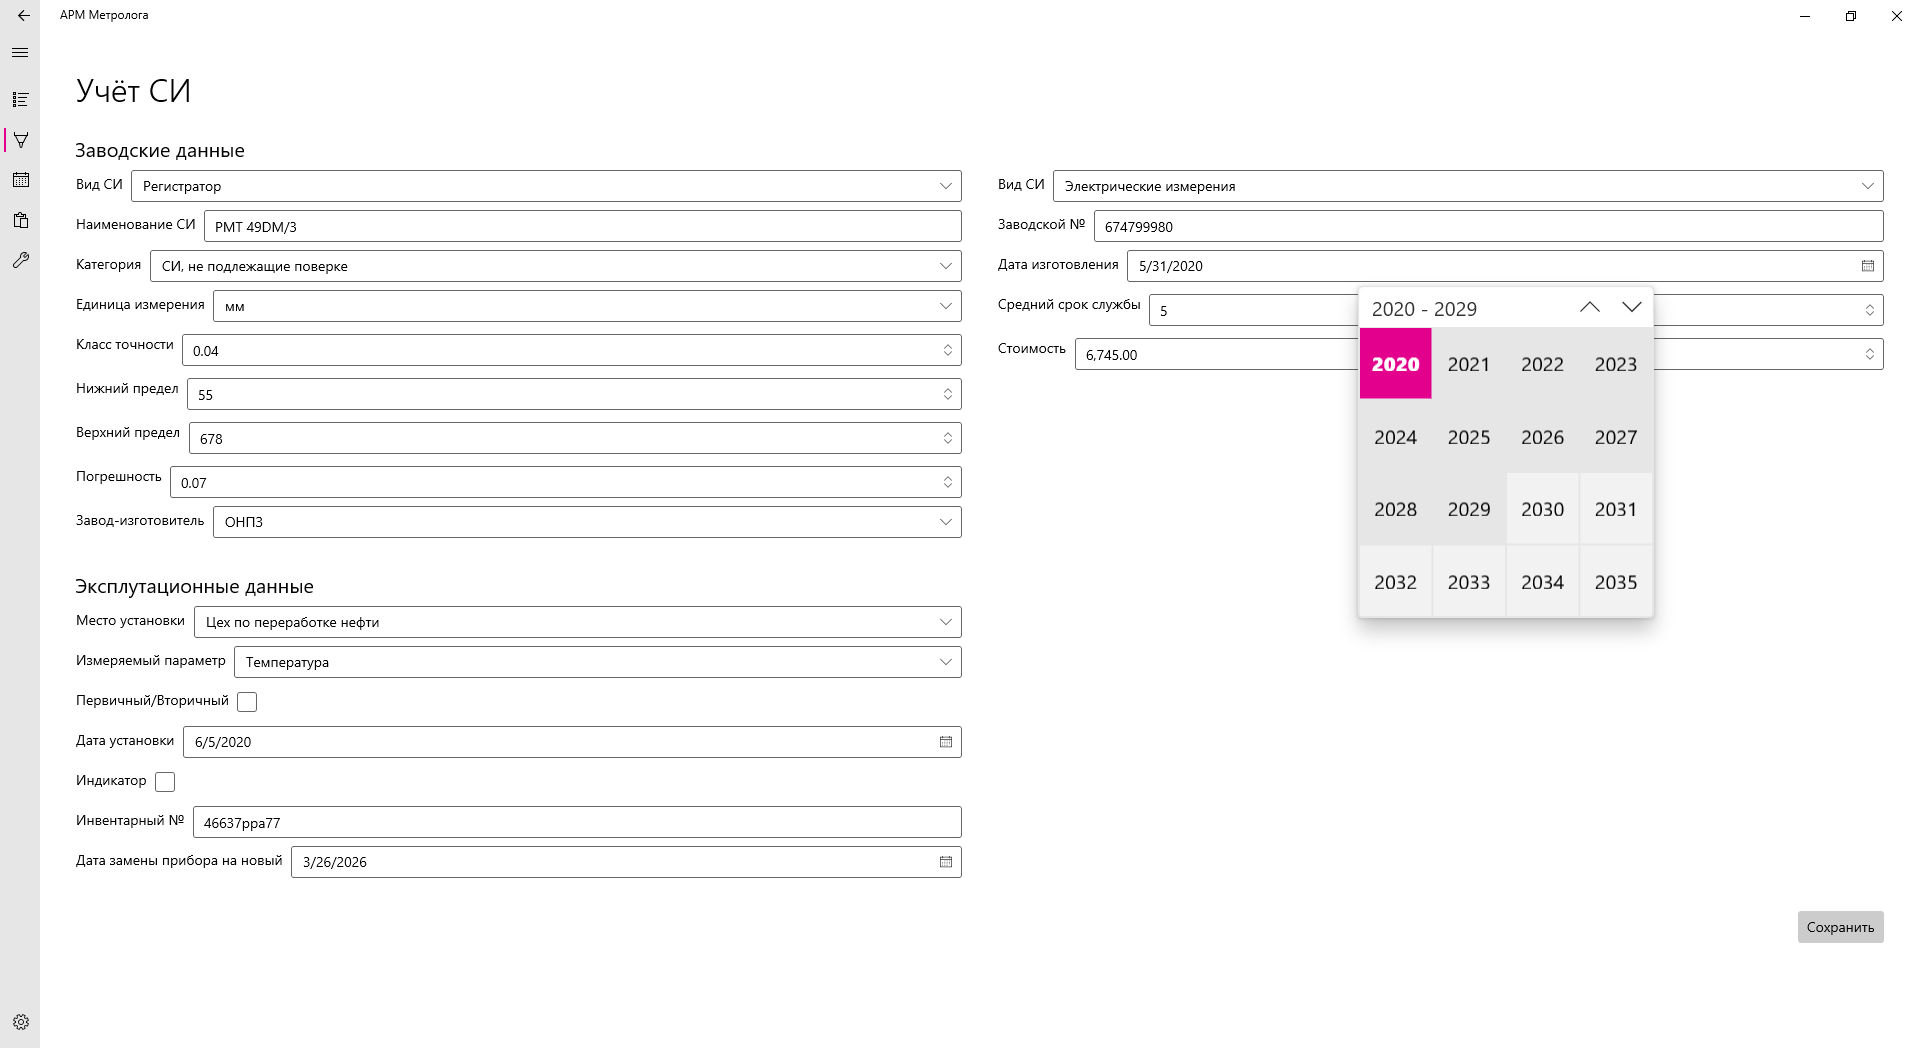 АРМ Метролога
Учёт СИ
Заводские данные
Вид СИ Регистратор
Наименование СИ РМТ 49DM/3
Категория СИ, не подлежащие поверке
Единица измерения мм
Класс точности 0.04
Нижний предел 55
Верхний предел 678
Погрешность 0.07
Завод-изготовитель ОНПЗ
Вид СИ Электрические измерения
Заводской № 674799980
Дата изготовления 5/31/2020
Средний срок службы 5
Стоимость 6,745.00
2020 - 2029
2020 2021 2022 2023
2024 2025 2026 2027
2028 2029 2030 2031
2032 2033 2034 2035
Эксплутационные данные
Место установки Цех по переработке нефти
Измеряемый параметр Температура
Первичный/Вторичный
Дата установки 6/5/2020
Индикатор
Инвентарный № 46637ppa77
Дата замены прибора на новый 3/26/2026
Сохранить